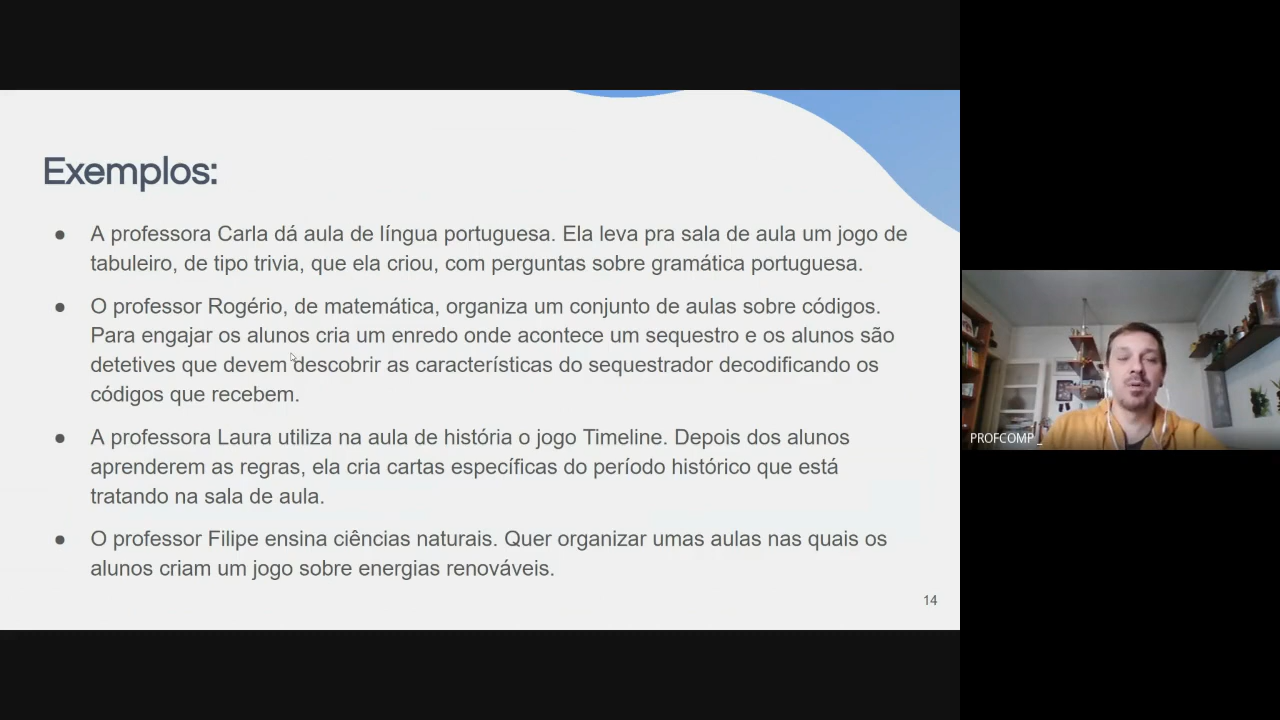 Exemplos:
● A professora Carla dá aula de língua portuguesa. Ela leva pra sala de aula um jogo de
tabuleiro, de tipo trivia, que ela criou, com perguntas sobre gramática portuguesa.
● O professor Rogério, de matemática, organiza um conjunto de aulas sobre códigos.
Para engajar os alunos cria um enredo onde acontece um sequestro e os alunos são
detetives que devem descobrir as características do sequestrador decodificando os
códigos que recebem.
● A professora Laura utiliza na aula de história o jogo Timeline. Depois dos alunos
aprenderem as regras, ela cria cartas específicas do período histórico que está
tratando na sala de aula.
● O professor Filipe ensina ciências naturais. Quer organizar umas aulas nas quais os
alunos criam um jogo sobre energias renováveis.
14
PROFCOMP _